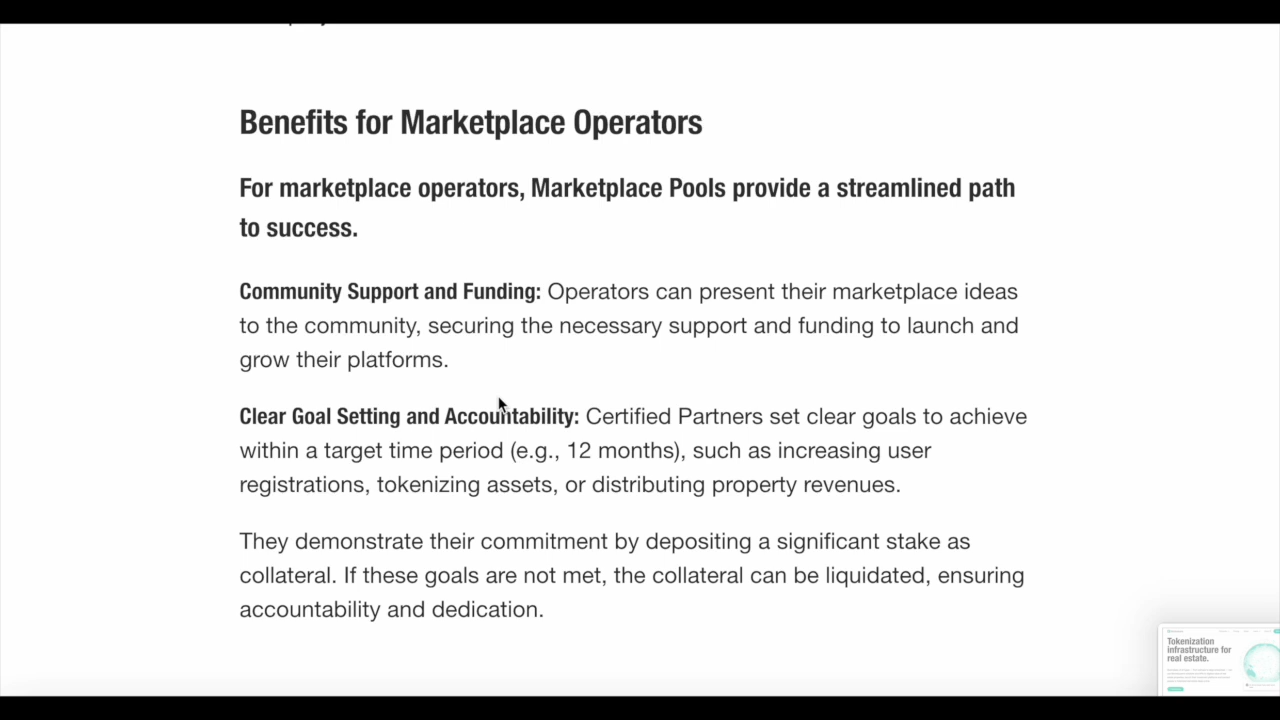 Benefits for Marketplace Operators
For marketplace operators, Marketplace Pools provide a streamlined path
to success.
Community Support and Funding: Operators can present their marketplace ideas
to the community, securing the necessary support and funding to launch and
grow their platforms.
Clear Goal Setting and Accountability: Certified Partners set clear goals to achieve
within a target time period (e.g., 12 months), such as increasing user
registrations, tokenizing assets, or distributing property revenues.
They demonstrate their commitment by depositing a significant stake as
collateral. If these goals are not met, the collateral can be liquidated, ensuring
accountability and dedication.
Tokenization
infrastructure for
real estate.